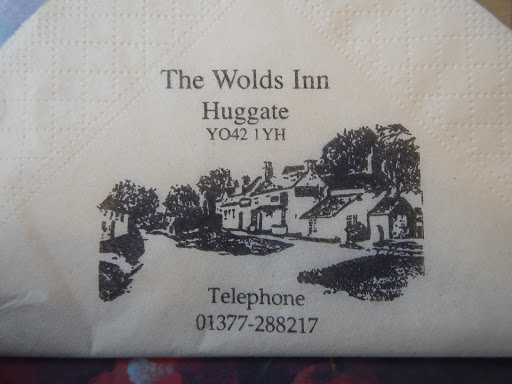 The Wolds Inn
Huggate
YO42 1YH
Telephone
01377-288217